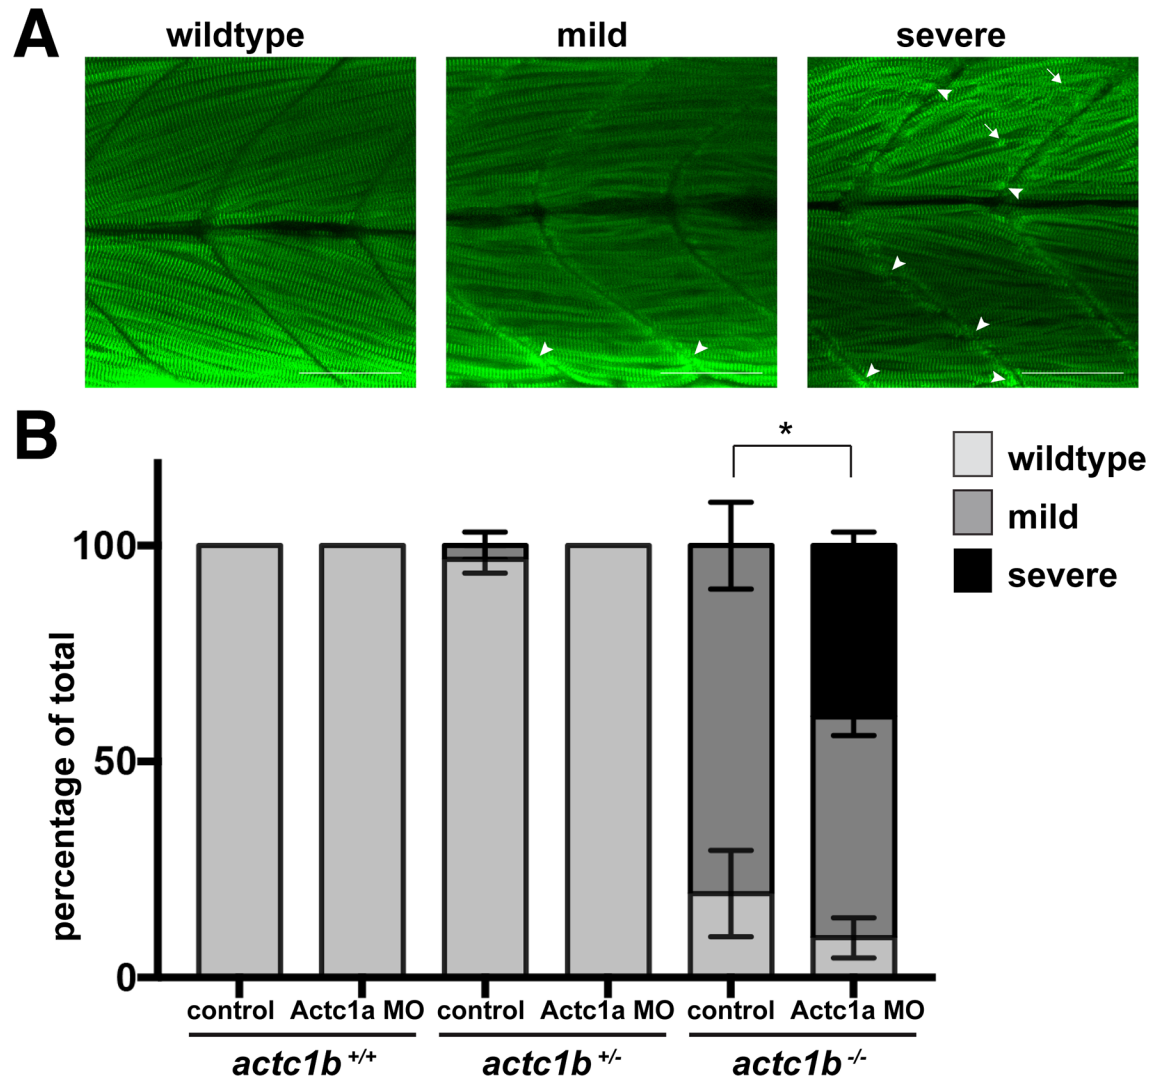 A
wildtype mild severe
B
*
wildtype
mild
severe
percentage of total
100
50
0
control Actc1a MO control Actc1a MO control Actc1a MO
actc1b +/+ actc1b +/- actc1b -/-